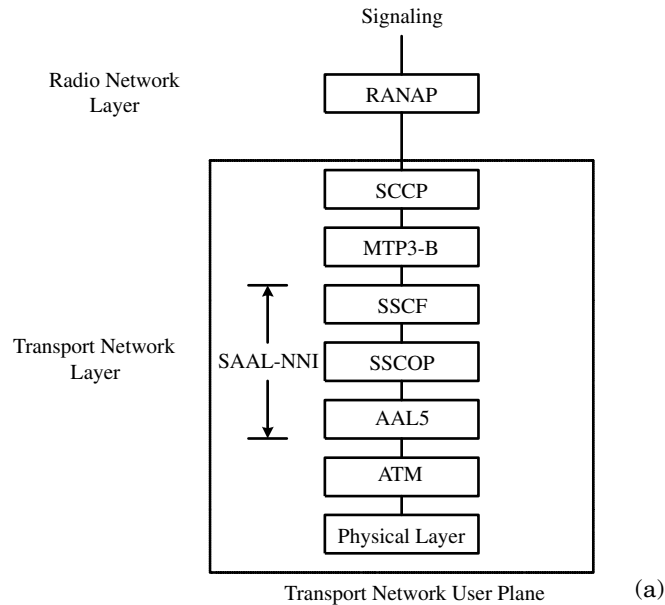 Signaling
Radio Network
Layer
RANAP
SCCP
MTP3-B
SSCF
Transport Network
Layer
SAAL-NNI
SSCOP
AAL5
ATM
Physical Layer
Transport Network User Plane
(a)